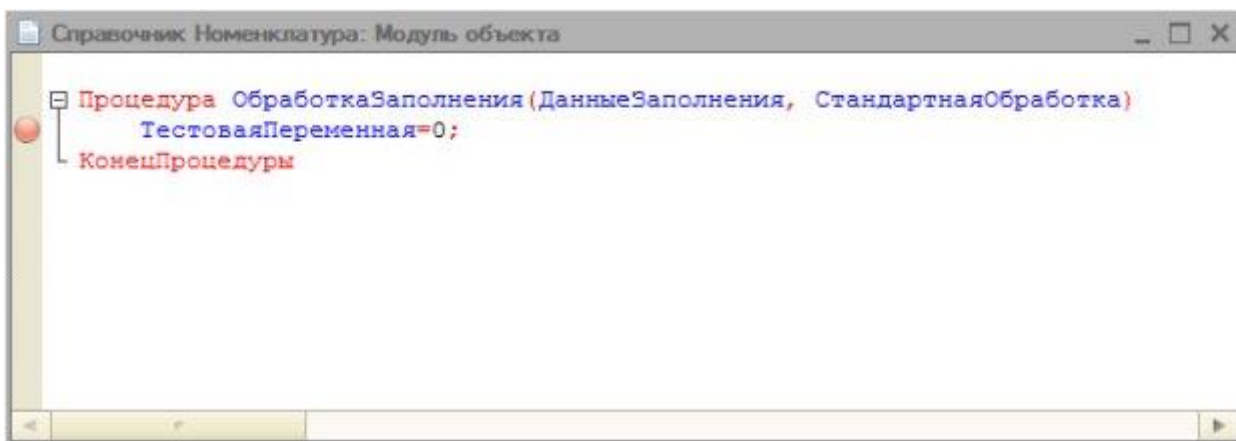 Справочник Номенклатура: Модуль объекта
Процедура ОбработкаЗаполнения(ДанныеЗаполнения, СтандартнаяОбработка)
ТестоваяПеременная=0;
КонецПроцедуры